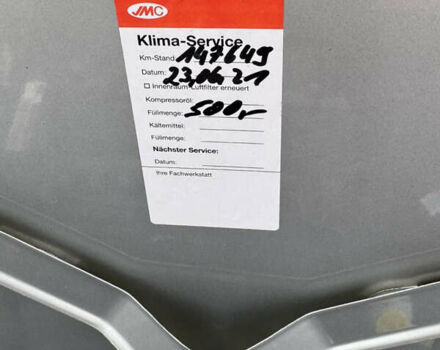 JMC
Klima-Service
Km-Stand: 147649
Datum: 23.06.21
☐ Innenraum-Luftfilter erneuert
Kompressoröl:
Füllmenge: 500
Kältemittel:
Füllmenge:
Nächster Service:
Datum:
Ihre Fachwerkstatt